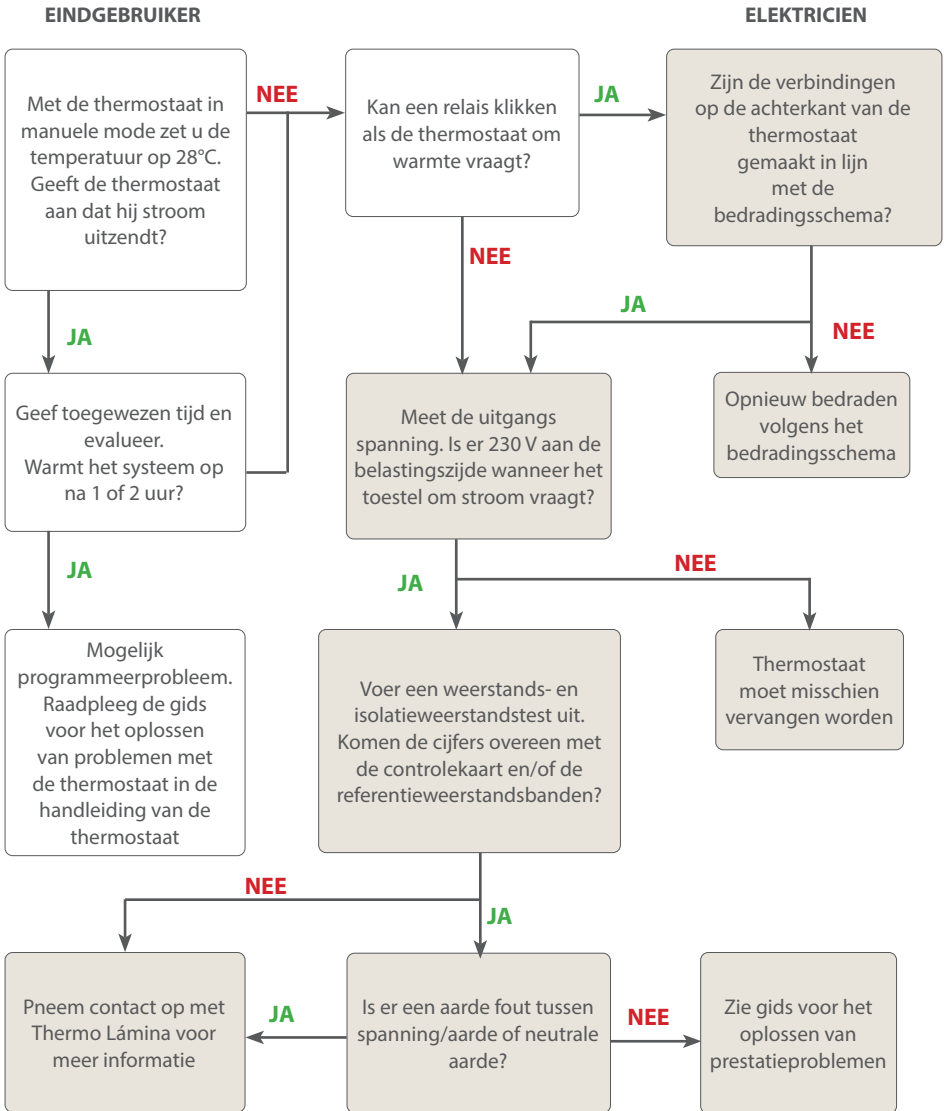 EINDGEBRUIKER
ELEKTRICIEN
Met de thermostaat in
manuele mode zet u de
temperatuur op 28°C.
Geeft de thermostaat
aan dat hij stroom
uitzendt?
NEE
Kan een relais klikken
als de thermostaat om
warmte vraagt?
JA
Zijn de verbindingen
op de achterkant van de
thermostaat
gemaakt in lijn
met de
bedradingsschema?
JA
NEE
JA
NEE
Geef toegewezen tijd en
evalueer.
Warmt het systeem op
na 1 of 2 uur?
Meet de uitgangs
spanning. Is er 230 V aan de
belastingszijde wanneer het
toestel om stroom vraagt?
Opnieuw bedraden
volgens het
bedradingsschema
JA
JA
NEE
Mogelijk
programmeerprobleem.
Raadpleeg de gids
voor het oplossen
van problemen met
de thermostaat in de
handleiding van de
thermostaat
Voer een weerstands- en
isolatieweerstandstest uit.
Komen de cijfers overeen met
de controlekaart en/of de
referentieweerstandsbanden?
Thermostaat
moet misschien
vervangen worden
NEE
JA
Pneem contact op met
Thermo Lámina voor
meer informatie
JA
Is er een aarde fout tussen
spanning/aarde of neutrale
aarde?
NEE
Zie gids voor het
oplossen van
prestatieproblemen